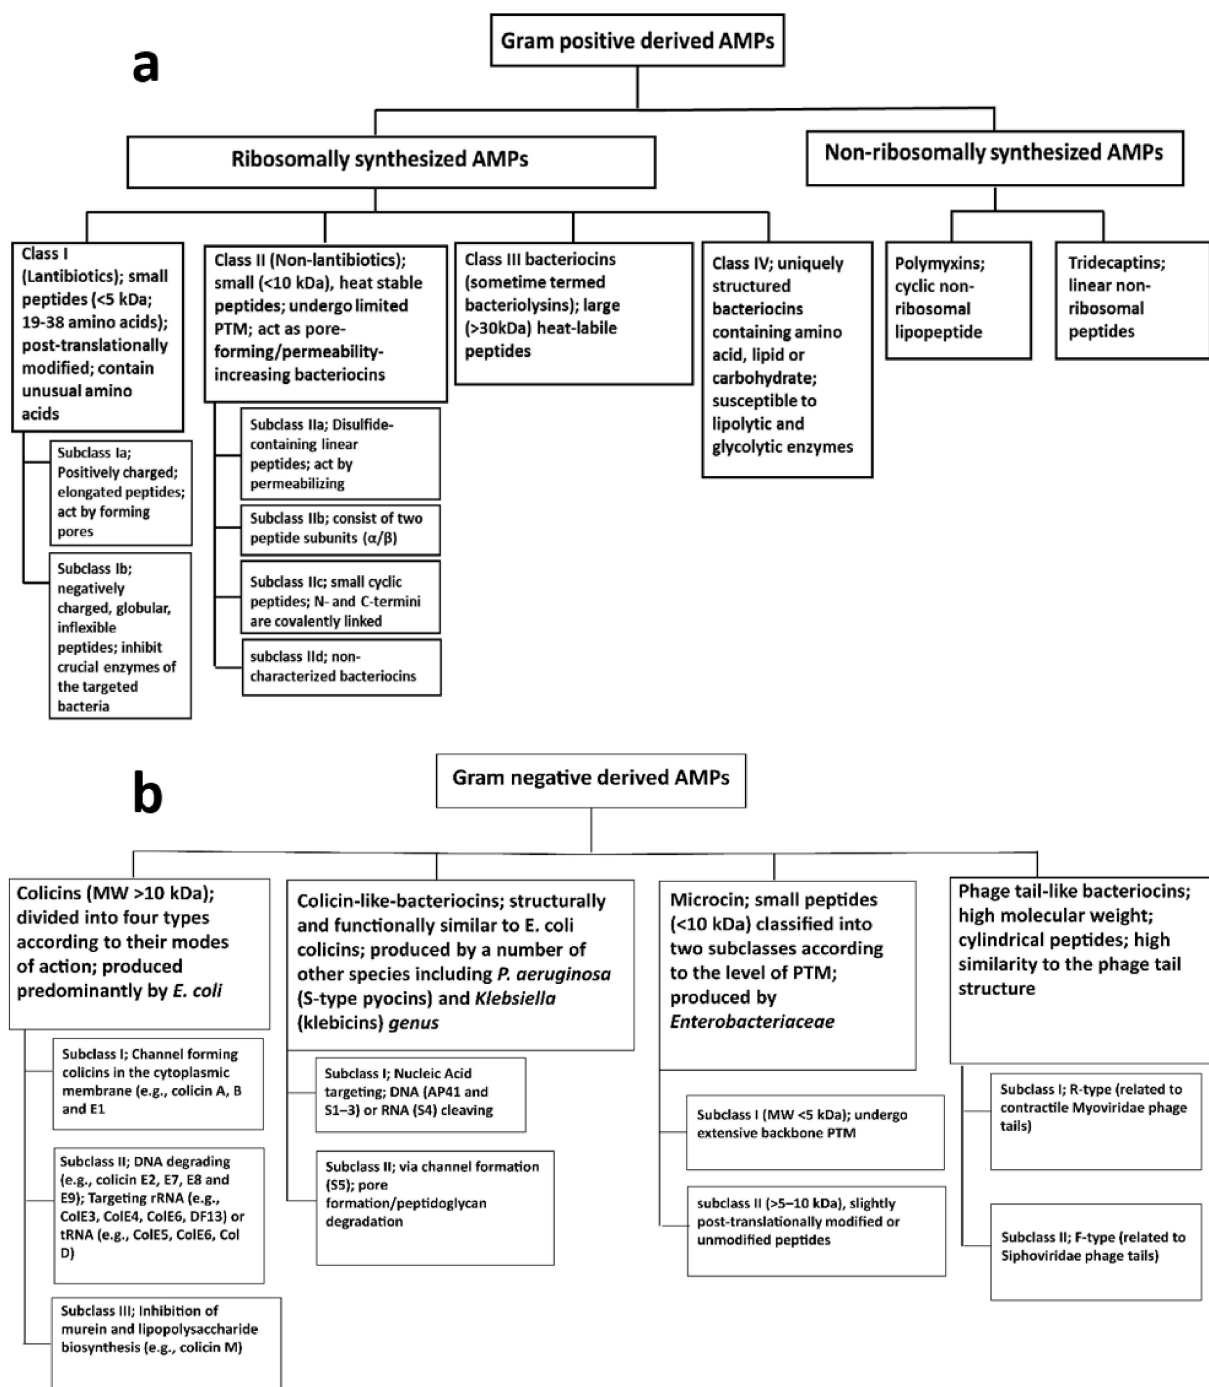 a
Gram positive derived AMPs
Ribosomally synthesized AMPs
Non-ribosomally synthesized AMPs
Class I
(Lantibiotics); small
peptides (<5 kDa;
19-38 amino acids);
post-translationally
modified; contain
unusual amino
acids
Subclass Ia;
Positively charged;
elongated peptides;
act by forming
pores
Subclass Ib;
negatively
charged, globular,
inflexible
peptides; inhibit
crucial enzymes of
the targeted
bacteria
Class II (Non-lantibiotics);
small (<10 kDa), heat stable
peptides; undergo limited
PTM; act as pore-
forming/permeability-
increasing bacteriocins
Subclass IIa; Disulfide-
containing linear
peptides; act by
permeabilizing
Subclass IIb; consist of two
peptide subunits (α/β)
Subclass IIc; small cyclic
peptides; N- and C-termini
are covalently linked
subclass IId; non-
characterized bacteriocins
Class III bacteriocins
(sometime termed
bacteriolysins); large
(>30kDa) heat-labile
peptides
Class IV; uniquely
structured
bacteriocins
containing amino
acid, lipid or
carbohydrate;
susceptible to
lipolytic and
glycolytic enzymes
Polymyxins;
cyclic non-
ribosomal
lipopeptide
Tridecaptins;
linear non-
ribosomal
peptides
b
Gram negative derived AMPs
Colicins (MW >10 kDa);
divided into four types
according to their modes
of action; produced
predominantly by E. coli
Subclass I; Channel forming
colicins in the cytoplasmic
membrane (e.g., colicin A, B
and E1
Subclass II; DNA degrading
(e.g., colicin E2, E7, E8 and
E9); Targeting rRNA (e.g.,
ColE3, ColE4, ColE6, DF13) or
tRNA (e.g., ColE5, ColE6, Col
D)
Subclass III; Inhibition of
murein and lipopolysaccharide
biosynthesis (e.g., colicin M)
Colicin-like-bacteriocins; structurally
and functionally similar to E. coli
colicins; produced by a number of
other species including P. aeruginosa
(S-type pyocins) and Klebsiella
(klebicins) genus
Subclass I; Nucleic Acid
targeting; DNA (AP41 and
S1–3) or RNA (S4) cleaving
Subclass II; via channel formation
(S5); pore
formation/peptidoglycan
degradation
Microcin; small peptides
(<10 kDa) classified into
two subclasses according
to the level of PTM;
produced by
Enterobacteriaceae
Subclass I (MW <5 kDa); undergo
extensive backbone PTM
subclass II (>5–10 kDa), slightly
post-translationally modified or
unmodified peptides
Phage tail-like bacteriocins;
high molecular weight;
cylindrical peptides; high
similarity to the phage tail
structure
Subclass I; R-type (related to
contractile Myoviridae phage
tails)
Subclass II; F-type (related to
Siphoviridae phage tails)